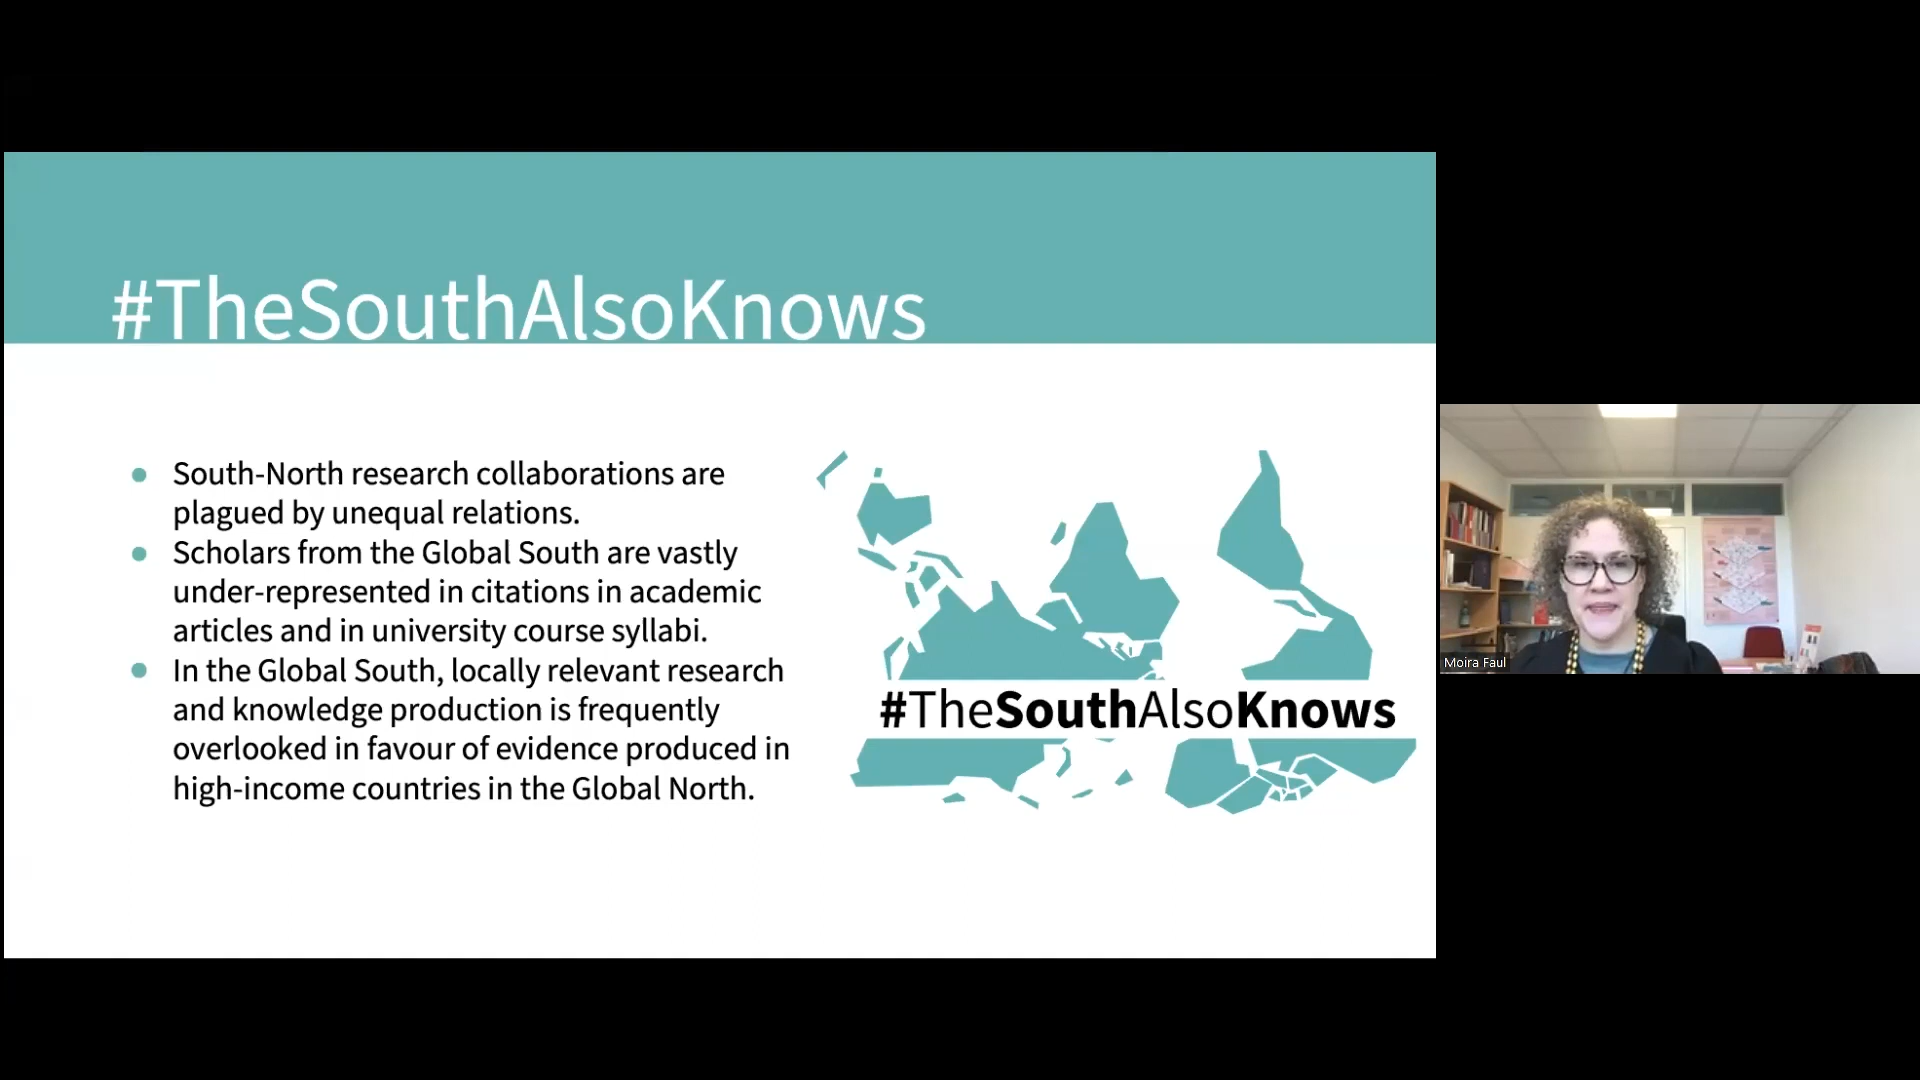 #TheSouthAlsoKnows
● South-North research collaborations are
plagued by unequal relations.
● Scholars from the Global South are vastly
under-represented in citations in academic
articles and in university course syllabi.
● In the Global South, locally relevant research
and knowledge production is frequently
overlooked in favour of evidence produced in
high-income countries in the Global North.
#TheSouthAlsoKnows
Moira Faul